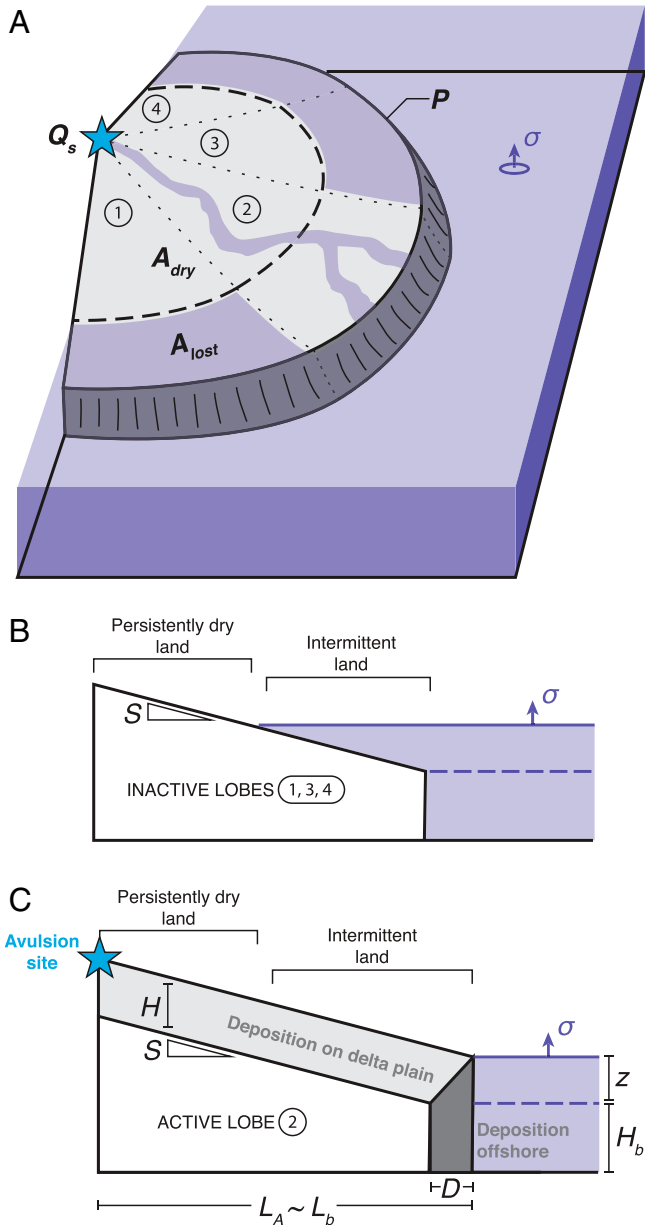 A
P
4
Qs
3
σ
1
2
Adry
Alost
B
Persistently dry
land
Intermittent
land
σ
S
INACTIVE LOBES 1, 3, 4
C
Persistently dry
land
Avulsion
site
Intermittent
land
H
σ
Deposition on delta plain
S
z
ACTIVE LOBE 2
Deposition
offshore
Hb
D
LA ~ Lb